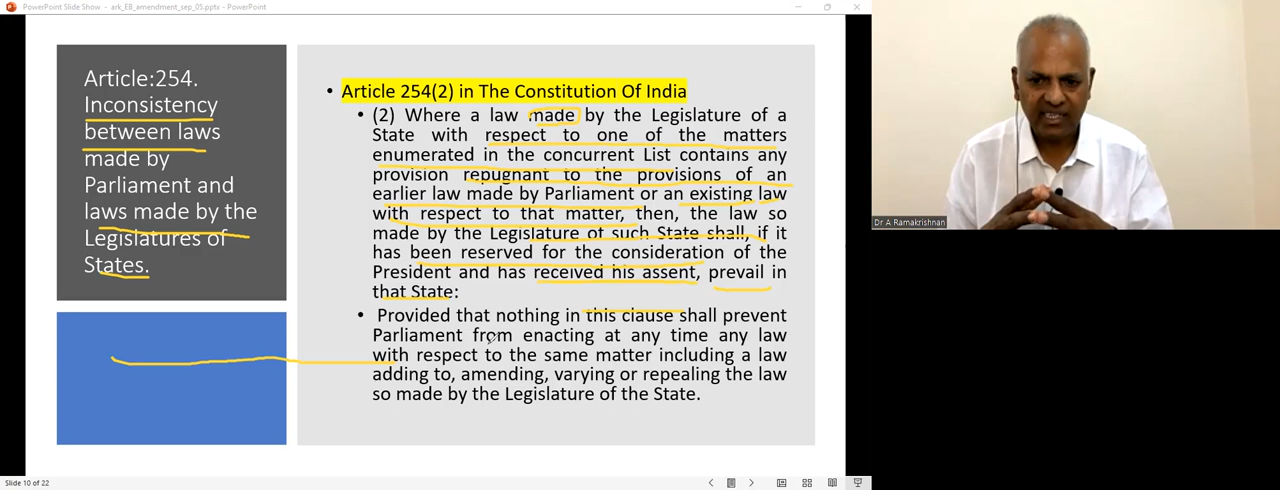 PowerPoint Slide Show - ark_EB_amendment_sep_05.pptx - PowerPoint
Article:254.
Inconsistency
between laws
made by
Parliament and
laws made by the
Legislatures of
States.
• Article 254(2) in The Constitution Of India
• (2) Where a law made by the Legislature of a
State with respect to one of the matters
enumerated in the concurrent List contains any
provision repugnant to the provisions of an
earlier law made by Parliament or an existing law
with respect to that matter, then, the law so
made by the Legislature of such State shall, if it
has been reserved for the consideration of the
President and has received his assent, prevail in
that State:
• Provided that nothing in this clause shall prevent
Parliament from enacting at any time any law
with respect to the same matter including a law
adding to, amending, varying or repealing the law
so made by the Legislature of the State.
Dr A Ramakrishnan
Slide 10 of 22